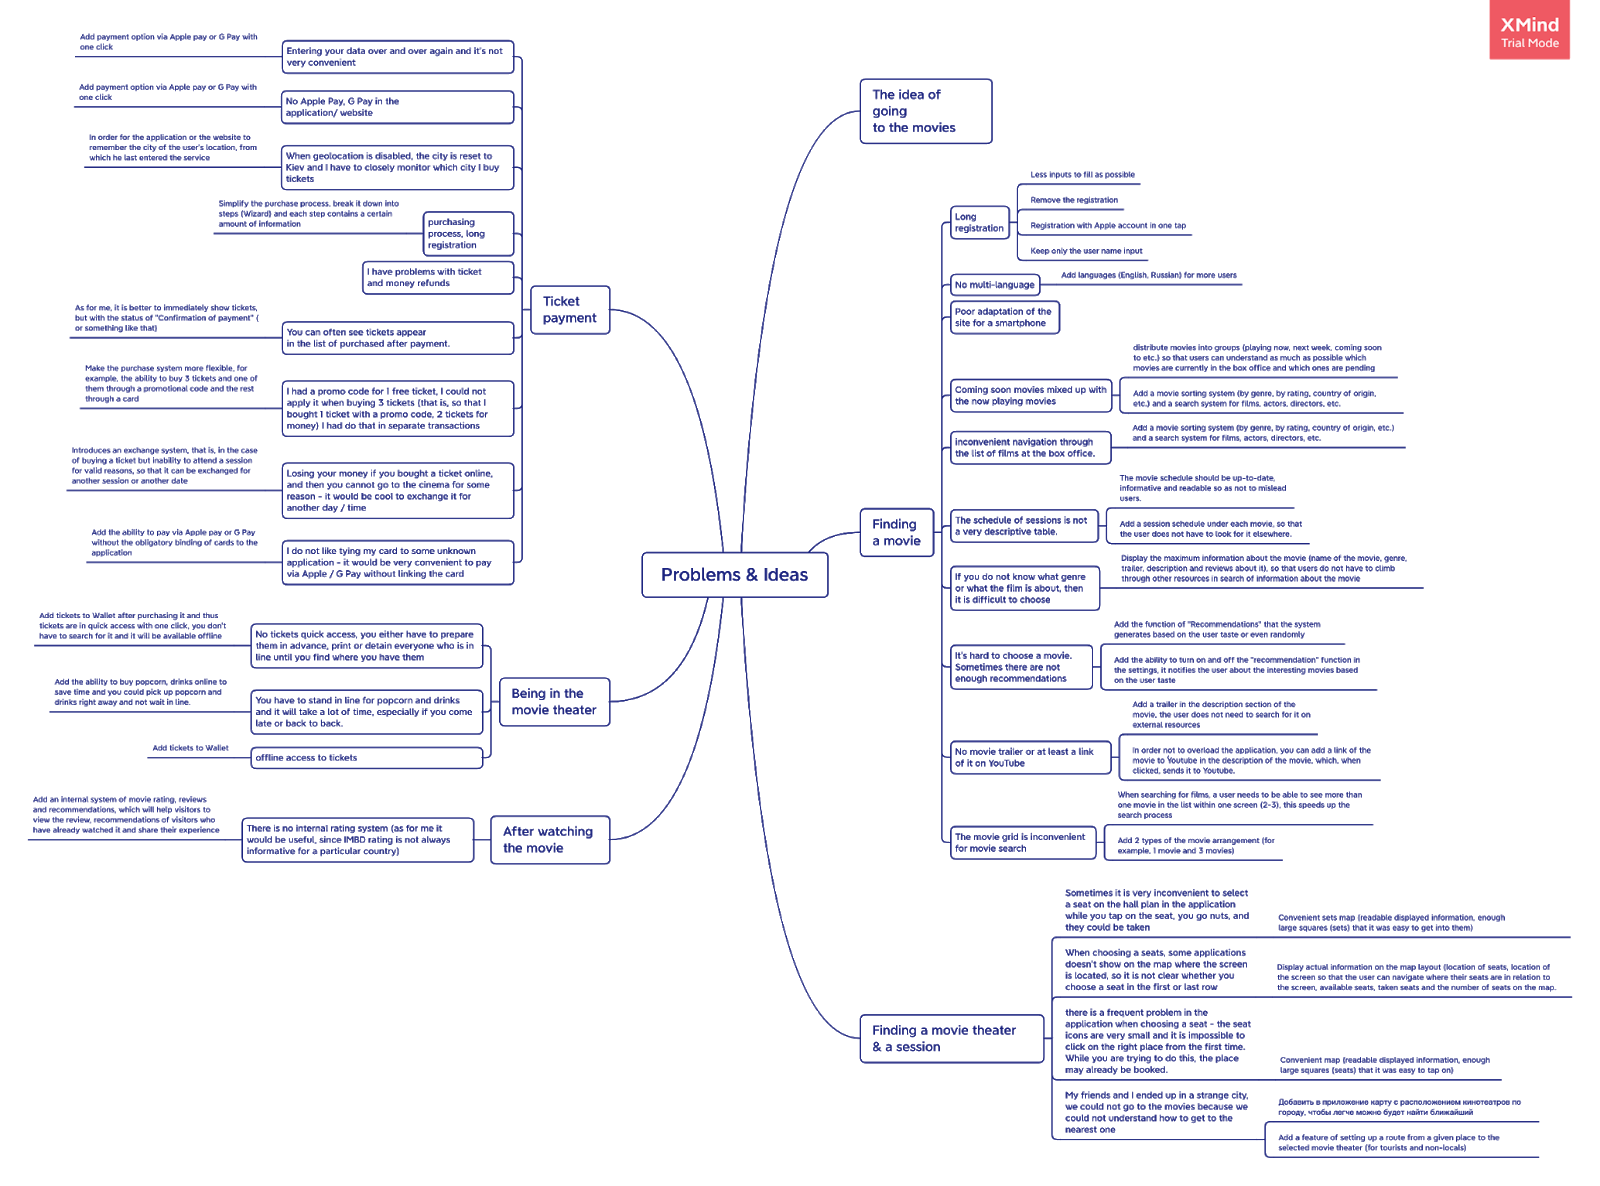 XMind
Trial Mode
Problems & Ideas
The idea of
going
to the movies
Finding
a movie
Long
registration
Less inputs to fill as possible
Remove the registration
Registration with Apple account in one tap
Keep only the user name input
No multi-language
Add languages (English, Russian) for more users
Poor adaptation of the
site for a smartphone
Coming soon movies mixed up with
the now playing movies
distribute movies into groups (playing now, next week, coming soon
to etc.) so that users can understand as much as possible which
movies are currently in the box office and which ones are pending
Add a movie sorting system (by genre, by rating, country of origin,
etc.) and a search system for films, actors, directors, etc.
inconvenient navigation through
the list of films at the box office.
Add a movie sorting system (by genre, by rating, country of origin, etc.)
and a search system for films, actors, directors, etc.
The schedule of sessions is not
a very descriptive table.
The movie schedule should be up-to-date,
informative and readable so as not to mislead
users.
Add a session schedule under each movie, so that
the user does not have to look for it elsewhere.
If you do not know what genre
or what the film is about, then
it is difficult to choose
Display the maximum information about the movie (name of the movie, genre,
trailer, description and reviews about it), so that users do not have to climb
through other resources in search of information about the movie
It's hard to choose a movie.
Sometimes there are not
enough recommendations
Add the function of "Recommendations" that the system
generates based on the user taste or even randomly
Add the ability to turn on and off the "recommendation" function in
the settings, it notifies the user about the interesting movies based
on the user taste
No movie trailer or at least a link
of it on YouTube
Add a trailer in the description section of the
movie, the user does not need to search for it on
external resources
In order not to overload the application, you can add a link of the
movie to Youtube in the description of the movie, which, when
clicked, sends it to Youtube.
The movie grid is inconvenient
for movie search
When searching for films, a user needs to be able to see more than
one movie in the list within one screen (2-3), this speeds up the
search process
Add 2 types of the movie arrangement (for
example, 1 movie and 3 movies)
Finding a movie theater
& a session
Sometimes it is very inconvenient to select
a seat on the hall plan in the application
while you tap on the seat, you go nuts, and
they could be taken
Convenient sets map (readable displayed information, enough
large squares (sets) that it was easy to get into them)
When choosing a seats, some applications
doesn't show on the map where the screen
is located, so it is not clear whether you
choose a seat in the first or last row
Display actual information on the map layout (location of seats, location of
the screen so that the user can navigate where their seats are in relation to
the screen, available seats, taken seats and the number of seats on the map.
there is a frequent problem in the
application when choosing a seat - the seat
icons are very small and it is impossible to
click on the right place from the first time.
While you are trying to do this, the place
may already be booked.
Convenient map (readable displayed information, enough
large squares (seats) that it was easy to tap on)
My friends and I ended up in a strange city,
we could not go to the movies because we
could not understand how to get to the
nearest one
Добавить в приложение карту с расположением кинотеатров по
городу, чтобы легче можно будет найти ближайший
Add a feature of setting up a route from a given place to the
selected movie theater (for tourists and non-locals)
Ticket
payment
Entering your data over and over again and it's not
very convenient
Add payment option via Apple pay or G Pay with
one click
No Apple Pay, G Pay in the
application/ website
Add payment option via Apple pay or G Pay with
one click
When geolocation is disabled, the city is reset to
Kiev and I have to closely monitor which city I buy
tickets
In order for the application or the website to
remember the city of the user's location, from
which he last entered the service
purchasing
process, long
registration
Simplify the purchase process, break it down into
steps (Wizard) and each step contains a certain
amount of information
I have problems with ticket
and money refunds
You can often see tickets appear
in the list of purchased after payment.
As for me, it is better to immediately show tickets,
but with the status of "Confirmation of payment" (
or something like that)
I had a promo code for 1 free ticket, I could not
apply it when buying 3 tickets (that is, so that I
bought 1 ticket with a promo code, 2 tickets for
money) I had do that in separate transactions
Make the purchase system more flexible, for
example, the ability to buy 3 tickets and one of
them through a promotional code and the rest
through a card
Losing your money if you bought a ticket online,
and then you cannot go to the cinema for some
reason - it would be cool to exchange it for
another day / time
Introduces an exchange system, that is, in the case
of buying a ticket but inability to attend a session
for valid reasons, so that it can be exchanged for
another session or another date
I do not like tying my card to some unknown
application - it would be very convenient to pay
via Apple / G Pay without linking the card
Add the ability to pay via Apple pay or G Pay
without the obligatory binding of cards to the
application
Being in the
movie theater
No tickets quick access, you either have to prepare
them in advance, print or detain everyone who is in
line until you find where you have them
Add tickets to Wallet after purchasing it and thus
tickets are in quick access with one click, you don't
have to search for it and it will be available offline
You have to stand in line for popcorn and drinks
and it will take a lot of time, especially if you come
late or back to back.
Add the ability to buy popcorn, drinks online to
save time and you could pick up popcorn and
drinks right away and not wait in line.
offline access to tickets
Add tickets to Wallet
After watching
the movie
There is no internal rating system (as for me it
would be useful, since IMBD rating is not always
informative for a particular country)
Add an internal system of movie rating, reviews
and recommendations, which will help visitors to
view the review, recommendations of visitors who
have already watched it and share their experience